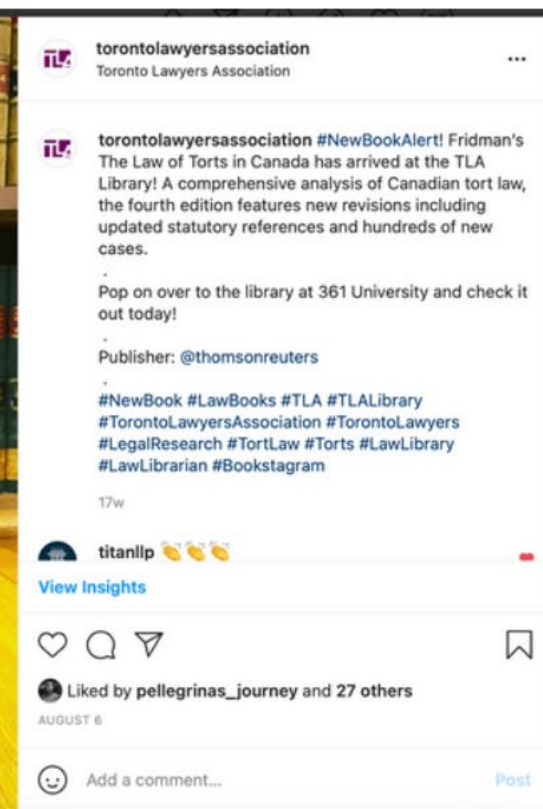 TLA
torontolawyersassociation
Toronto Lawyers Association
TLA
torontolawyersassociation #NewBookAlert! Fridman's
The Law of Torts in Canada has arrived at the TLA
Library! A comprehensive analysis of Canadian tort law,
the fourth edition features new revisions including
updated statutory references and hundreds of new
cases.
.
Pop on over to the library at 361 University and check it
out today!
.
Publisher: @thomsonreuters
.
#NewBook #LawBooks #TLA #TLALibrary
#TorontoLawyersAssociation #TorontoLawyers
#LegalResearch #TortLaw #Torts #LawLibrary
#LawLibrarian #Bookstagram
17w
titanllp 👏👏👏
View Insights
Liked by pellegrinas_journey and 27 others
AUGUST 6
Add a comment...
Post